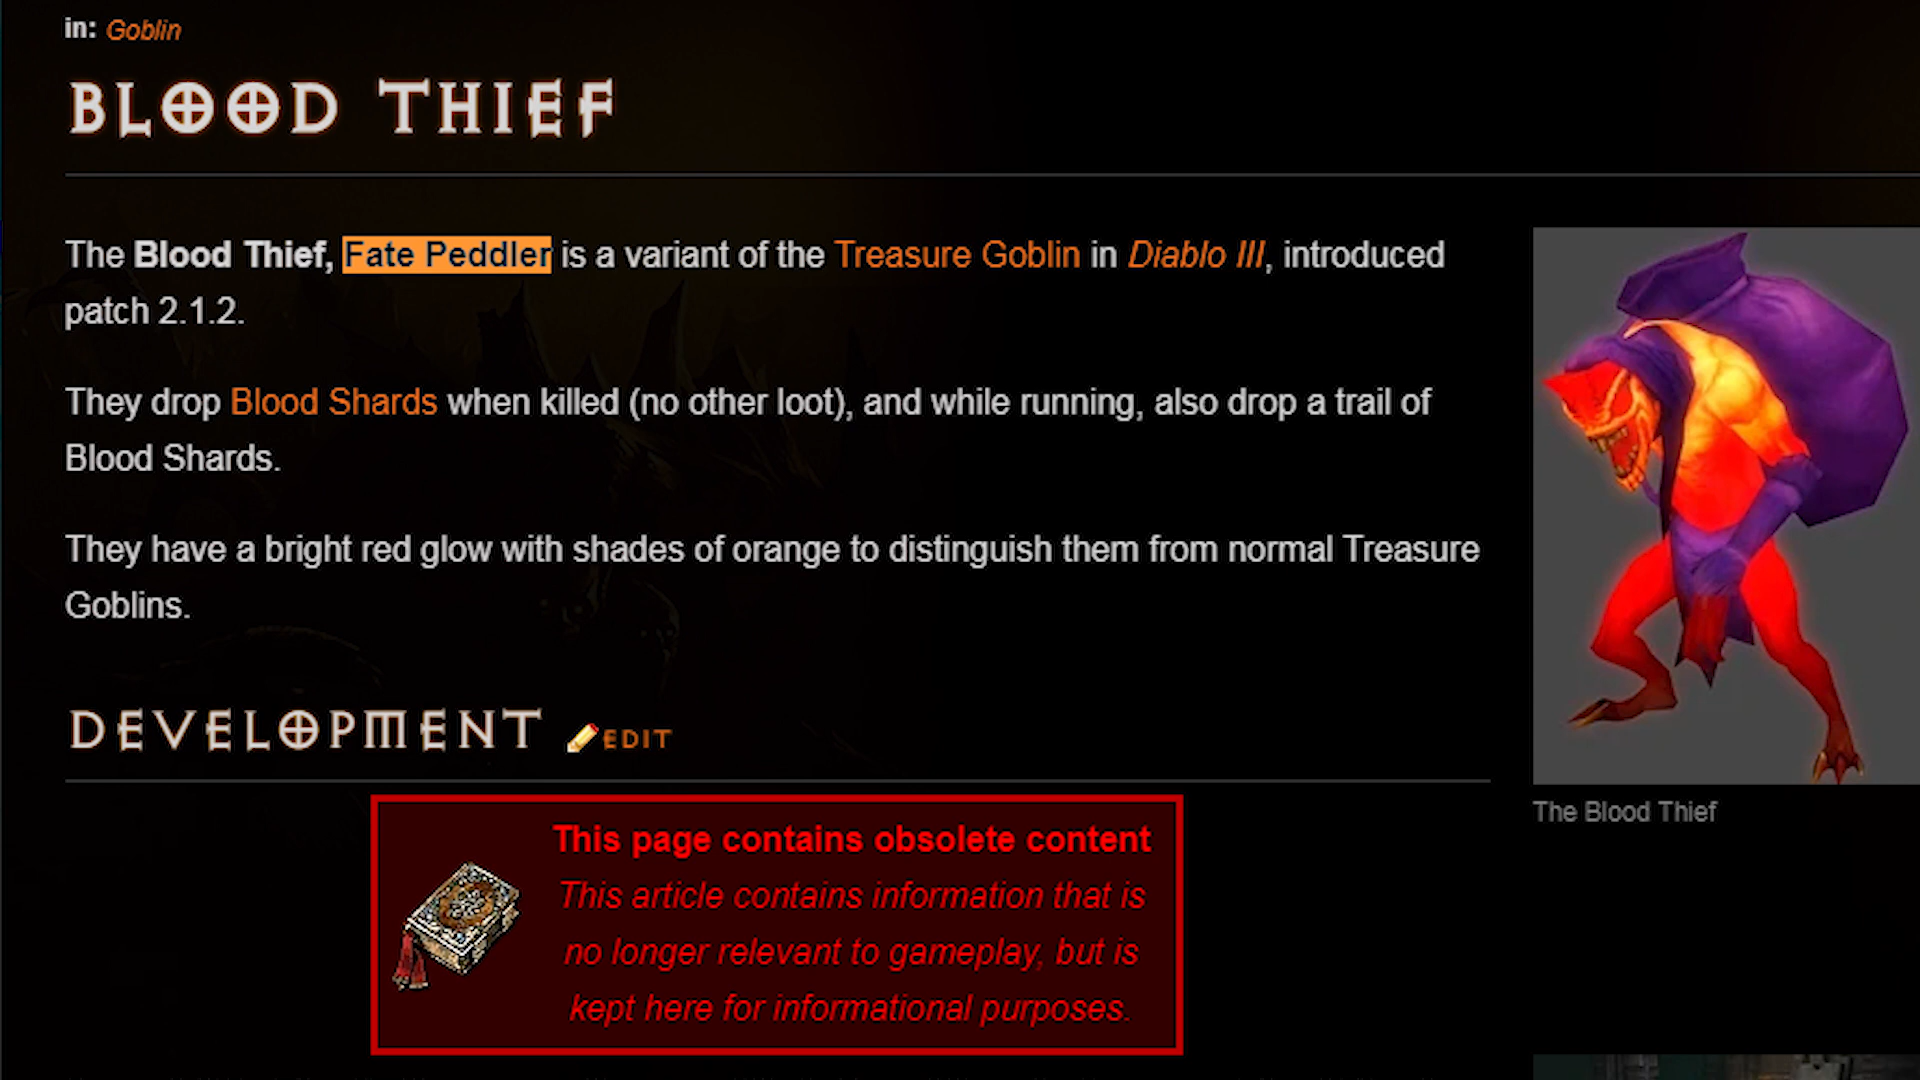 in: Goblin
BLOOD THIEF
The Blood Thief, Fate Peddler is a variant of the Treasure Goblin in Diablo III, introduced
patch 2.1.2.
They drop Blood Shards when killed (no other loot), and while running, also drop a trail of
Blood Shards.
They have a bright red glow with shades of orange to distinguish them from normal Treasure
Goblins.
DEVELOPMENT EDIT
The Blood Thief
This page contains obsolete content
This article contains information that is
no longer relevant to gameplay, but is
kept here for informational purposes.